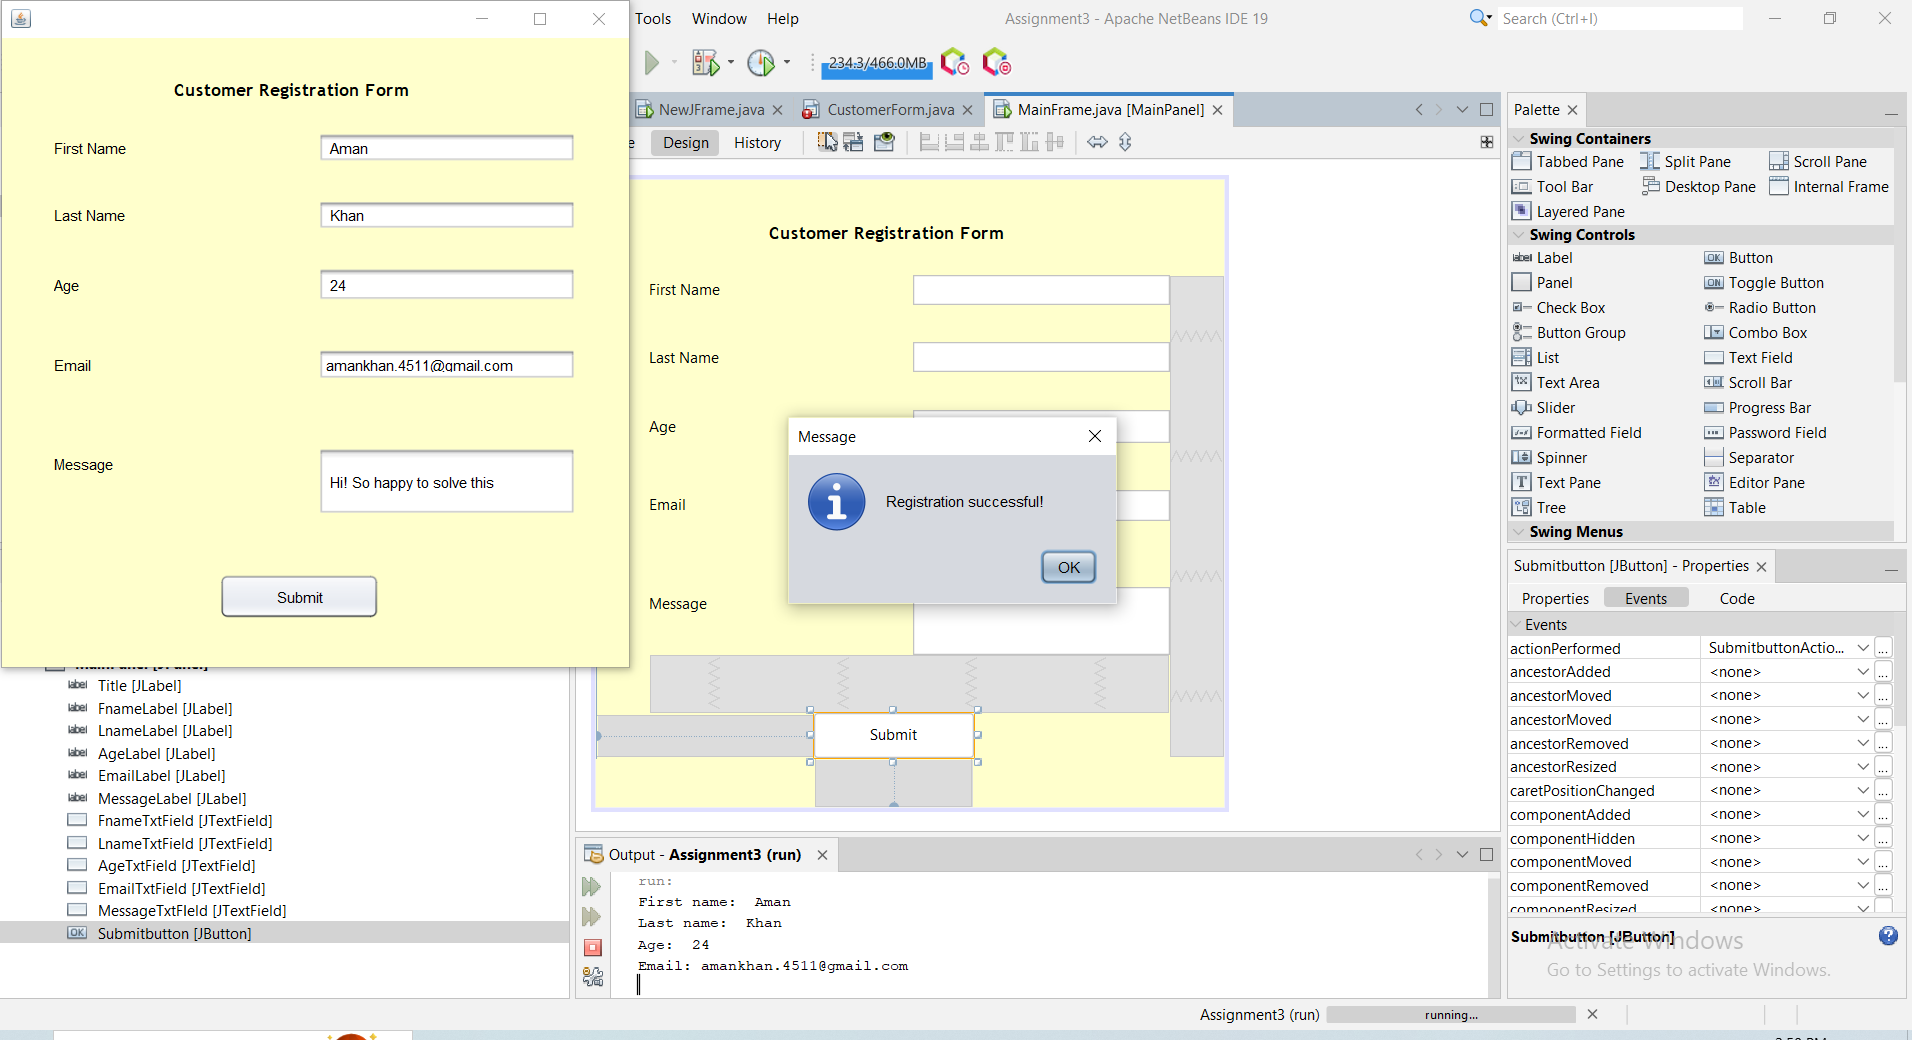 Tools Window Help
Assignment3 - Apache NetBeans IDE 19
Search (Ctrl+I)
234.3/466.0MB
Customer Registration Form
First Name
Aman
Last Name
Khan
Age
24
Email
amankhan.4511@gmail.com
Message
Hi! So happy to solve this
Submit
NewJFrame.java
CustomerForm.java
MainFrame.java [MainPanel]
Design
History
Customer Registration Form
First Name
Last Name
Age
Email
Message
Submit
Message
Registration successful!
OK
Title [JLabel]
FnameLabel [JLabel]
LnameLabel [JLabel]
AgeLabel [JLabel]
EmailLabel [JLabel]
MessageLabel [JLabel]
FnameTxtField [JTextField]
LnameTxtField [JTextField]
AgeTxtField [JTextField]
EmailTxtField [JTextField]
MessageTxtFIeld [JTextField]
Submitbutton [JButton]
Output - Assignment3 (run)
run:
First name: Aman
Last name: Khan
Age: 24
Email: amankhan.4511@gmail.com
Palette
Swing Containers
Tabbed Pane Split Pane Scroll Pane
Tool Bar Desktop Pane Internal Frame
Layered Pane
Swing Controls
Label Button
Panel Toggle Button
Check Box Radio Button
Button Group Combo Box
List Text Field
Text Area Scroll Bar
Slider Progress Bar
Formatted Field Password Field
Spinner Separator
Text Pane Editor Pane
Tree Table
Swing Menus
Submitbutton [JButton] - Properties
Properties Events Code
Events
actionPerformed SubmitbuttonActio...
ancestorAdded <none>
ancestorMoved <none>
ancestorMoved <none>
ancestorRemoved <none>
ancestorResized <none>
caretPositionChanged <none>
componentAdded <none>
componentHidden <none>
componentMoved <none>
componentRemoved <none>
componentResized <none>
Submitbutton [JButton]
Activate Windows
Go to Settings to activate Windows.
Assignment3 (run)
running...